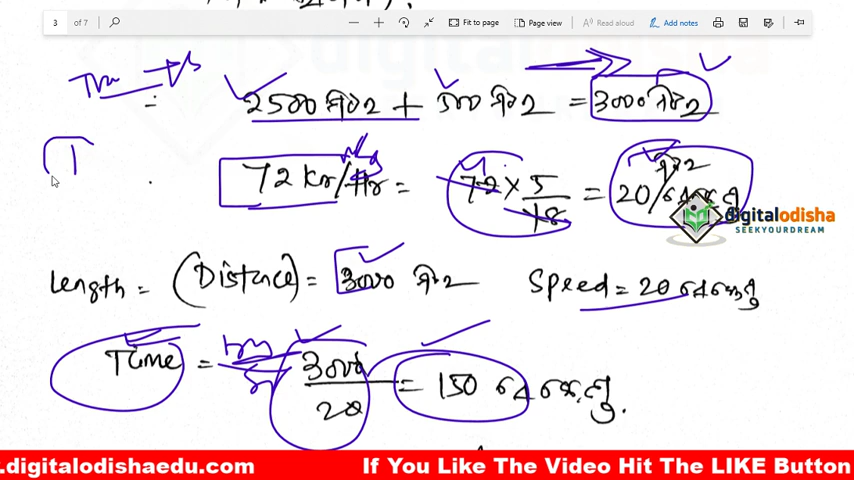 3 of 7
Fit to page
Page view
Read aloud
Add notes
= 2500 ମିଟର + 500 ମିଟର = 3000 ମିଟର
72 Km/Hr = 72 × 5/18 = 20 ମିଟର/ସେକେଣ୍ଡ
digitalodisha
SEEKYOURDREAM
Length = (Distance) = 3000 ମିଟର Speed = 20 ସେକେଣ୍ଡ
Time = 3000/20 = 150 ସେକେଣ୍ଡ.
.digitalodishaedu.com If You Like The Video Hit The LIKE Button